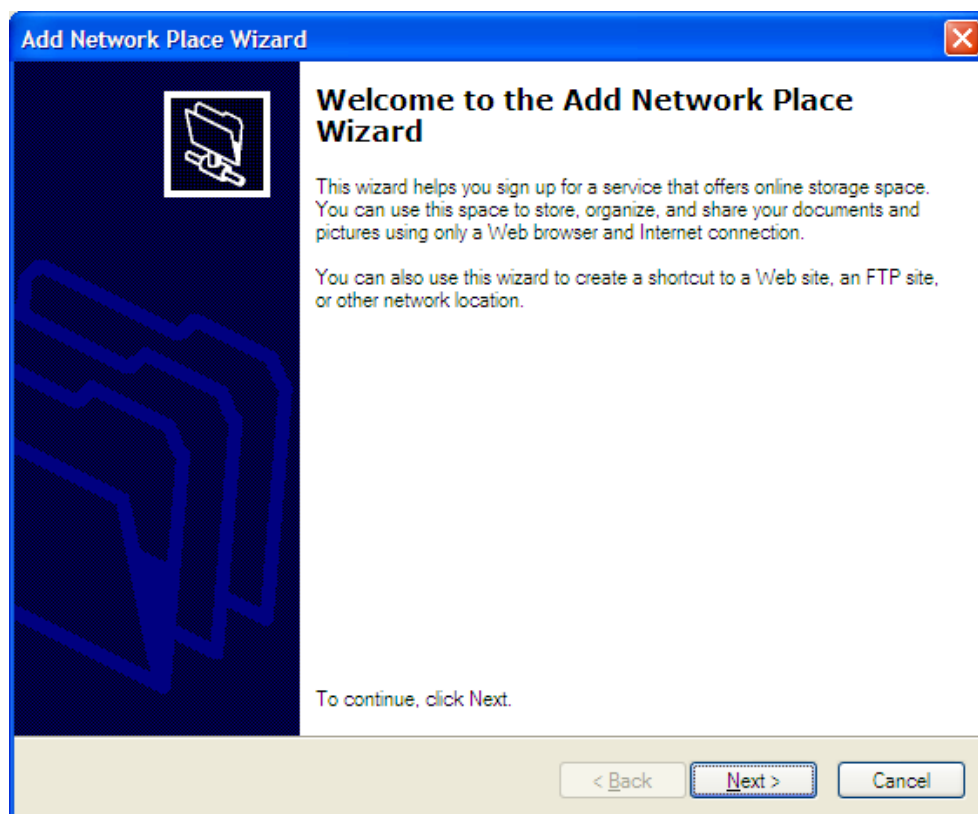 Add Network Place Wizard
Welcome to the Add Network Place
Wizard
This wizard helps you sign up for a service that offers online storage space.
You can use this space to store, organize, and share your documents and
pictures using only a Web browser and Internet connection.
You can also use this wizard to create a shortcut to a Web site, an FTP site,
or other network location.
To continue, click Next.
< Back
Next >
Cancel